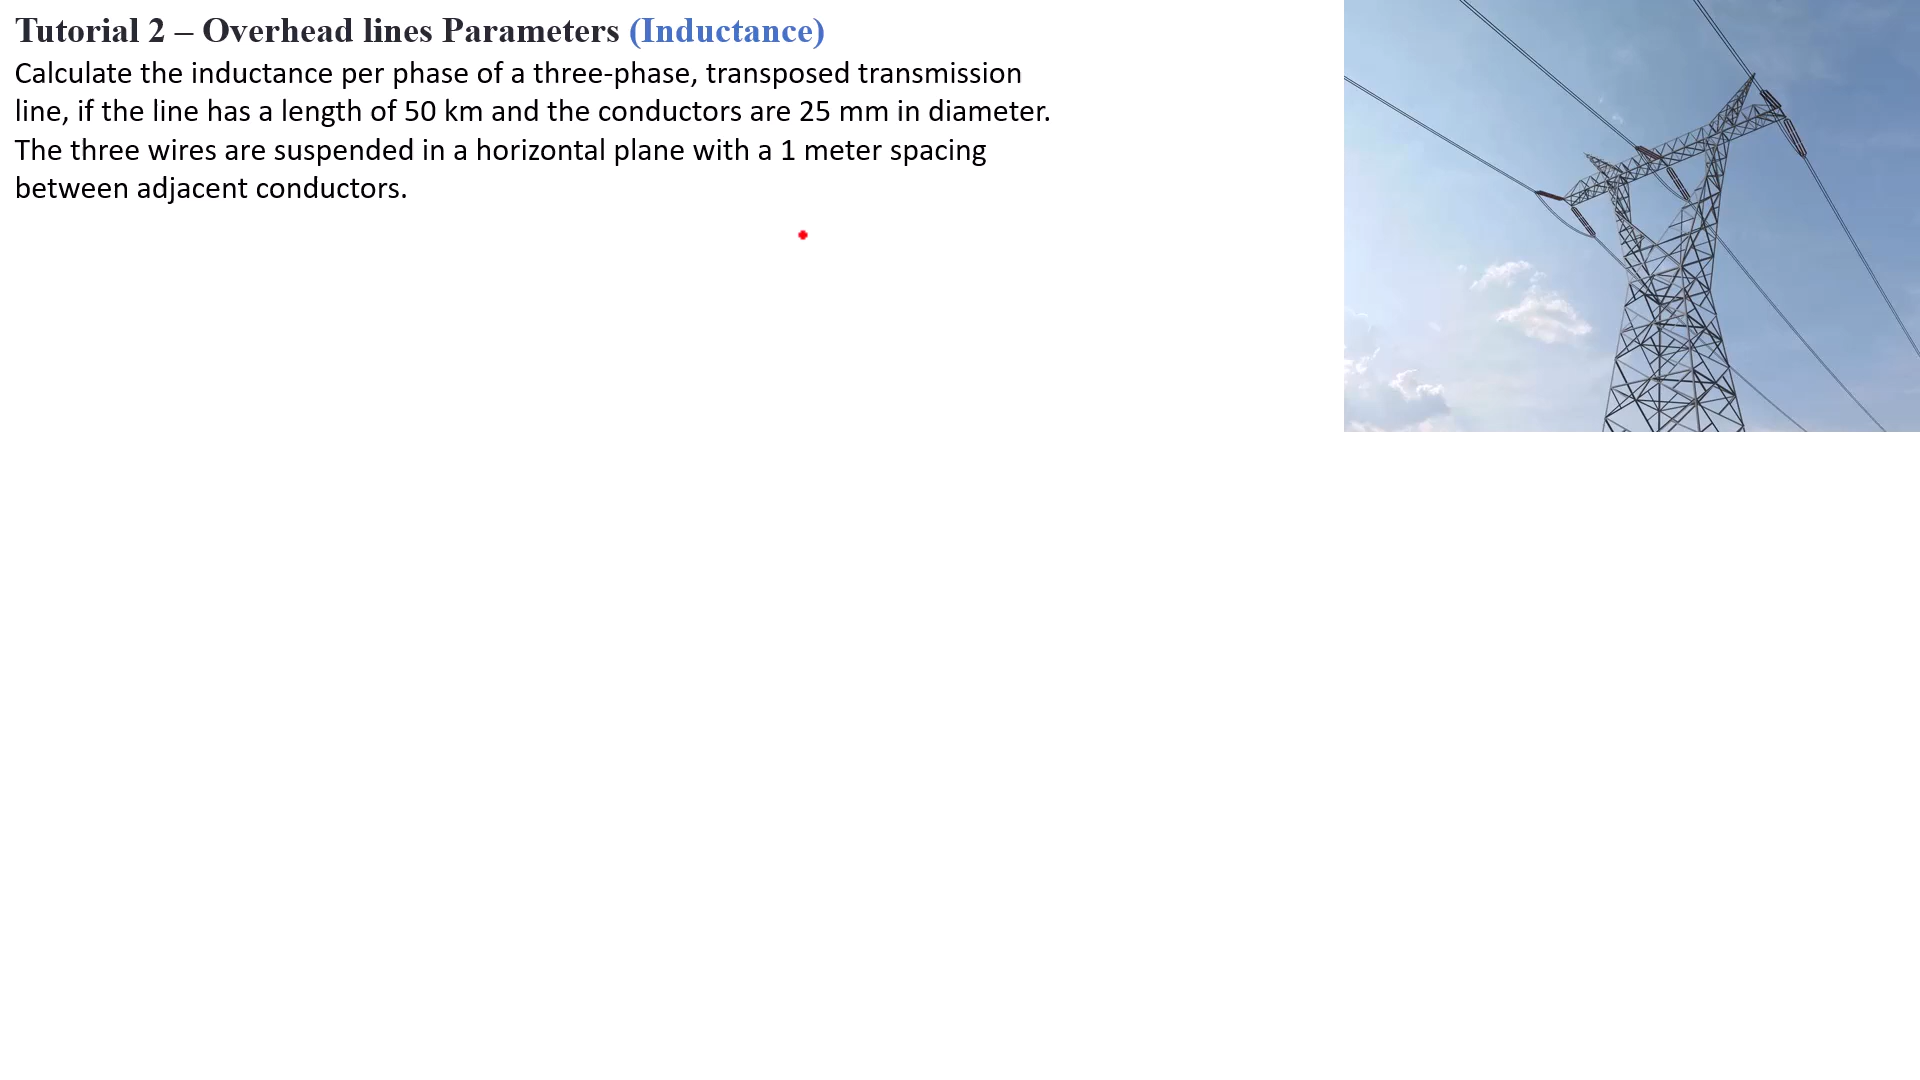 Tutorial 2 – Overhead lines Parameters (Inductance)
Calculate the inductance per phase of a three-phase, transposed transmission
line, if the line has a length of 50 km and the conductors are 25 mm in diameter.
The three wires are suspended in a horizontal plane with a 1 meter spacing
between adjacent conductors.